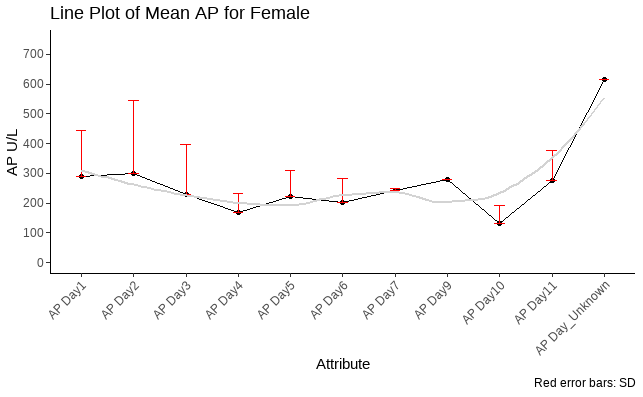 Line Plot of Mean AP for Female
AP U/L
700
600
500
400
300
200
100
0
AP Day1
AP Day2
AP Day3
AP Day4
AP Day5
AP Day6
AP Day7
AP Day9
AP Day10
AP Day11
AP Day_Unknown
Attribute
Red error bars: SD